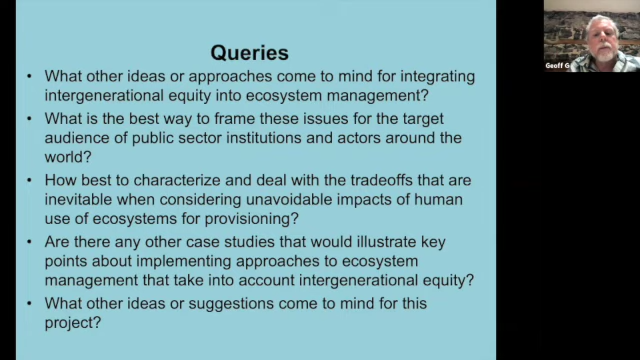 Queries
• What other ideas or approaches come to mind for integrating
intergenerational equity into ecosystem management?
• What is the best way to frame these issues for the target
audience of public sector institutions and actors around the
world?
• How best to characterize and deal with the tradeoffs that are
inevitable when considering unavoidable impacts of human
use of ecosystems for provisioning?
• Are there any other case studies that would illustrate key
points about implementing approaches to ecosystem
management that take into account intergenerational equity?
• What other ideas or suggestions come to mind for this
project?
Geoff G